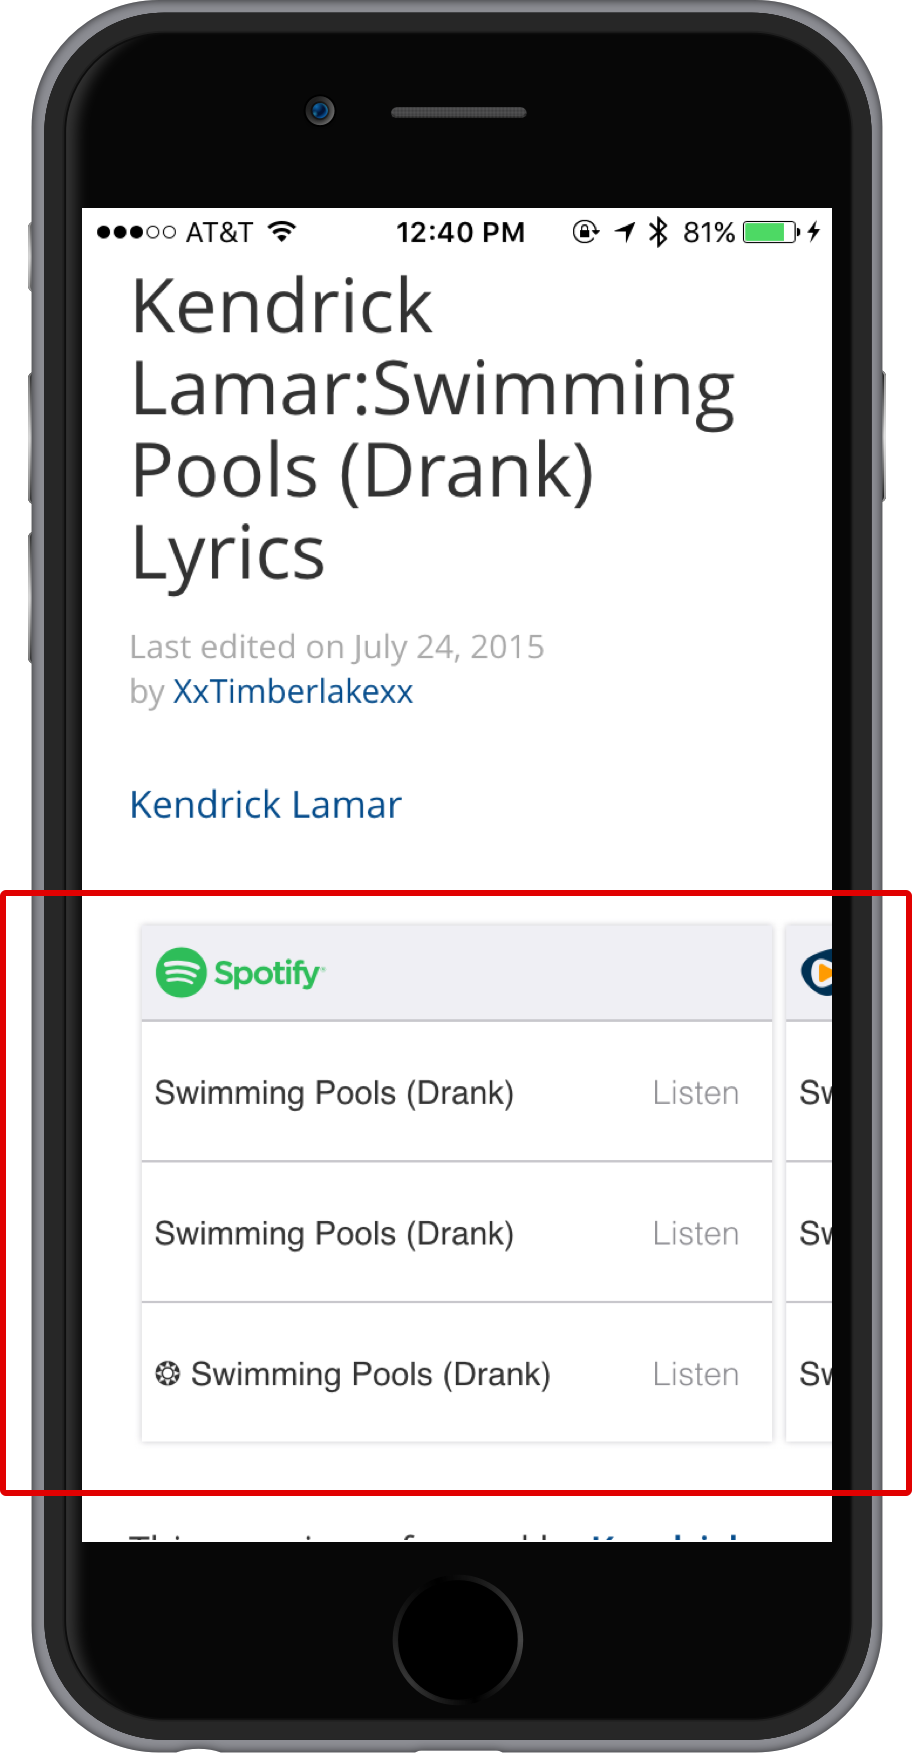 AT&T 12:40 PM 81%
Kendrick
Lamar:Swimming
Pools (Drank)
Lyrics
Last edited on July 24, 2015
by XxTimberlakexx
Kendrick Lamar
Spotify
Swimming Pools (Drank) Listen Sw
Swimming Pools (Drank) Listen Sw
Swimming Pools (Drank) Listen Sw